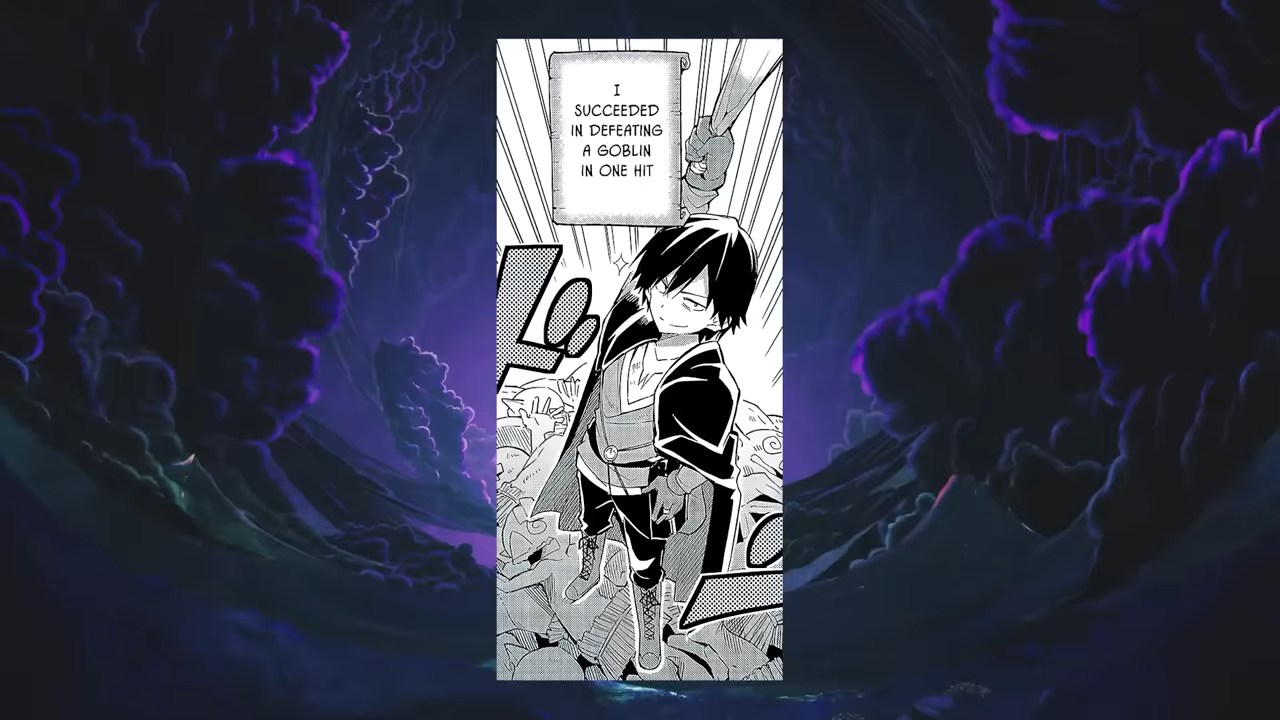 I
SUCCEEDED
IN DEFEATING
A GOBLIN
IN ONE HIT